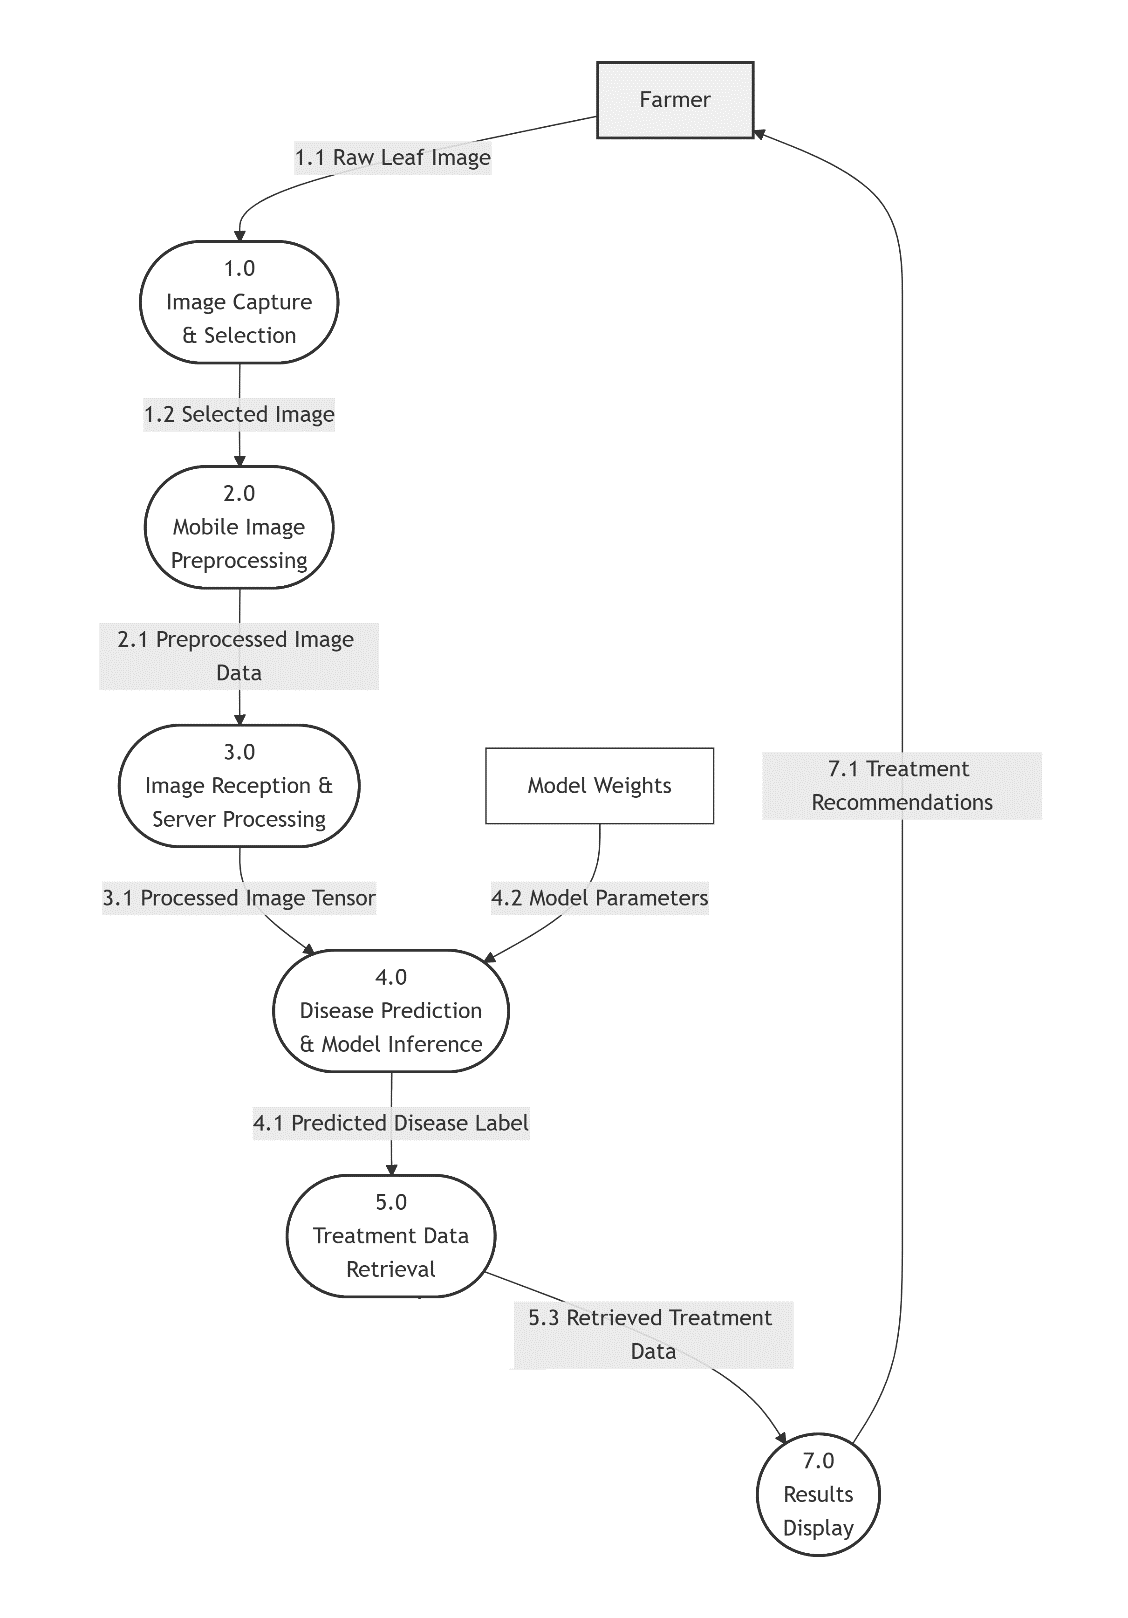 Farmer
1.1 Raw Leaf Image
1.0
Image Capture
& Selection
1.2 Selected Image
2.0
Mobile Image
Preprocessing
2.1 Preprocessed Image
Data
3.0
Image Reception &
Server Processing
Model Weights
7.1 Treatment
Recommendations
3.1 Processed Image Tensor
4.2 Model Parameters
4.0
Disease Prediction
& Model Inference
4.1 Predicted Disease Label
5.0
Treatment Data
Retrieval
5.3 Retrieved Treatment
Data
7.0
Results
Display